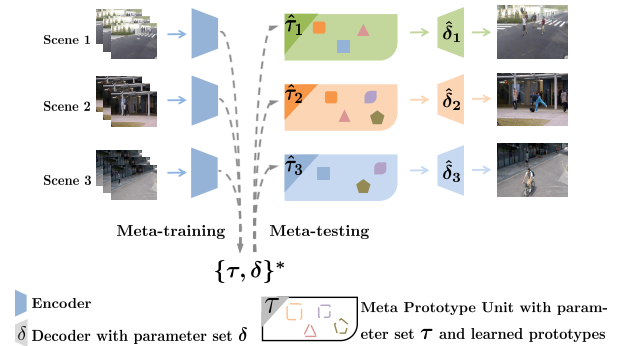 Scene 1
τ̂₁
δ̂₁
Scene 2
τ̂₂
δ̂₂
Scene 3
τ̂₃
δ̂₃
Meta-training
Meta-testing
{τ, δ}*
Encoder
δ Decoder with parameter set δ
τ
Meta Prototype Unit with param-
eter set τ and learned prototypes